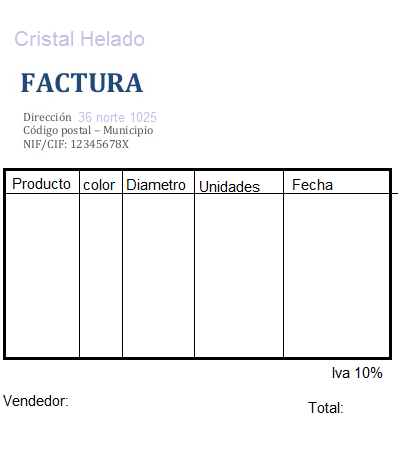 Cristal Helado
FACTURA
Dirección 36 norte 1025
Código postal – Municipio
NIF/CIF: 12345678X
Producto color Diametro Unidades Fecha
Iva 10%
Vendedor:
Total: